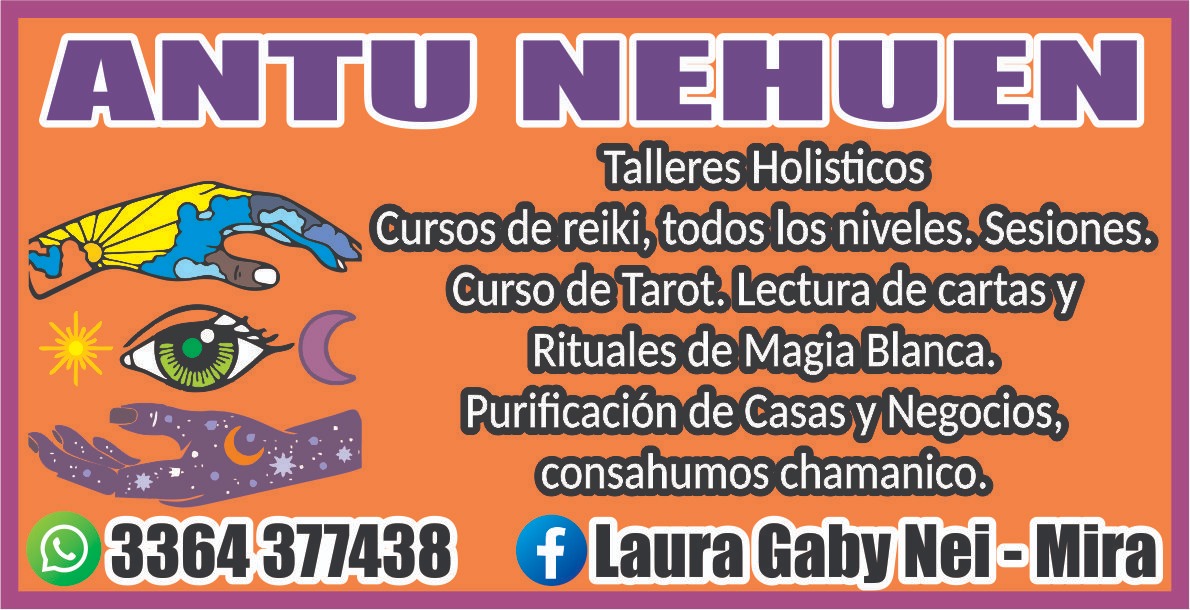 ANTU NEHUEN
Talleres Holisticos
Cursos de reiki, todos los niveles. Sesiones.
Curso de Tarot. Lectura de cartas y
Rituales de Magia Blanca.
Purificación de Casas y Negocios,
consahumos chamanico.
3364 377438
Laura Gaby Nei - Mira